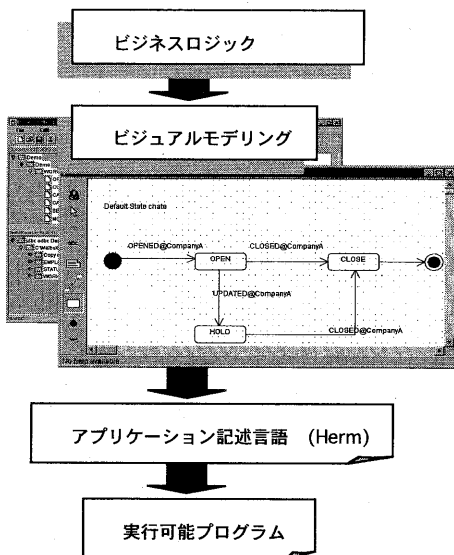 ビジネスロジック
ビジュアルモデリング
Default State chate
OPENED@CompanyA
OPEN
CLOSED@CompanyA
CLOSE
UPDATED@CompanyA
HOLD
CLOSED@CompanyA
アプリケーション記述言語 (Herm)
実行可能プログラム